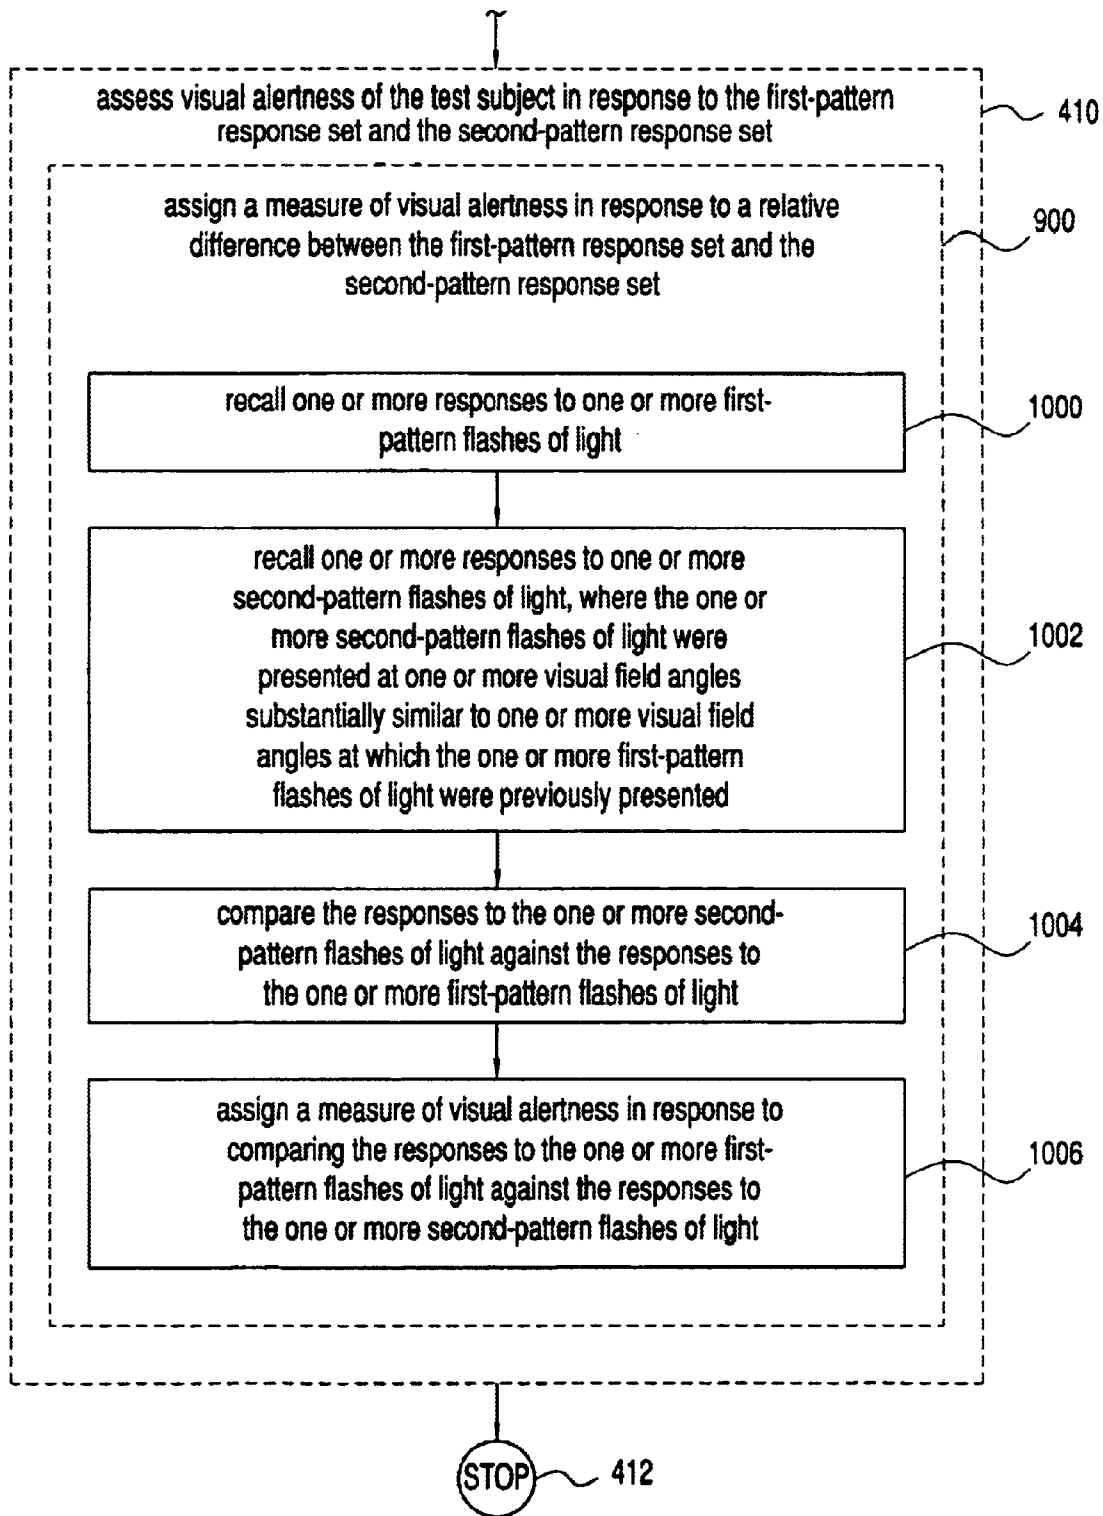 assess visual alertness of the test subject in response to the first-pattern
response set and the second-pattern response set
410
assign a measure of visual alertness in response to a relative
difference between the first-pattern response set and the
second-pattern response set
900
recall one or more responses to one or more first-
pattern flashes of light
1000
recall one or more responses to one or more
second-pattern flashes of light, where the one or
more second-pattern flashes of light were
presented at one or more visual field angles
substantially similar to one or more visual field
angles at which the one or more first-pattern
flashes of light were previously presented
1002
compare the responses to the one or more second-
pattern flashes of light against the responses to
the one or more first-pattern flashes of light
1004
assign a measure of visual alertness in response to
comparing the responses to the one or more first-
pattern flashes of light against the responses to
the one or more second-pattern flashes of light
1006
STOP
412